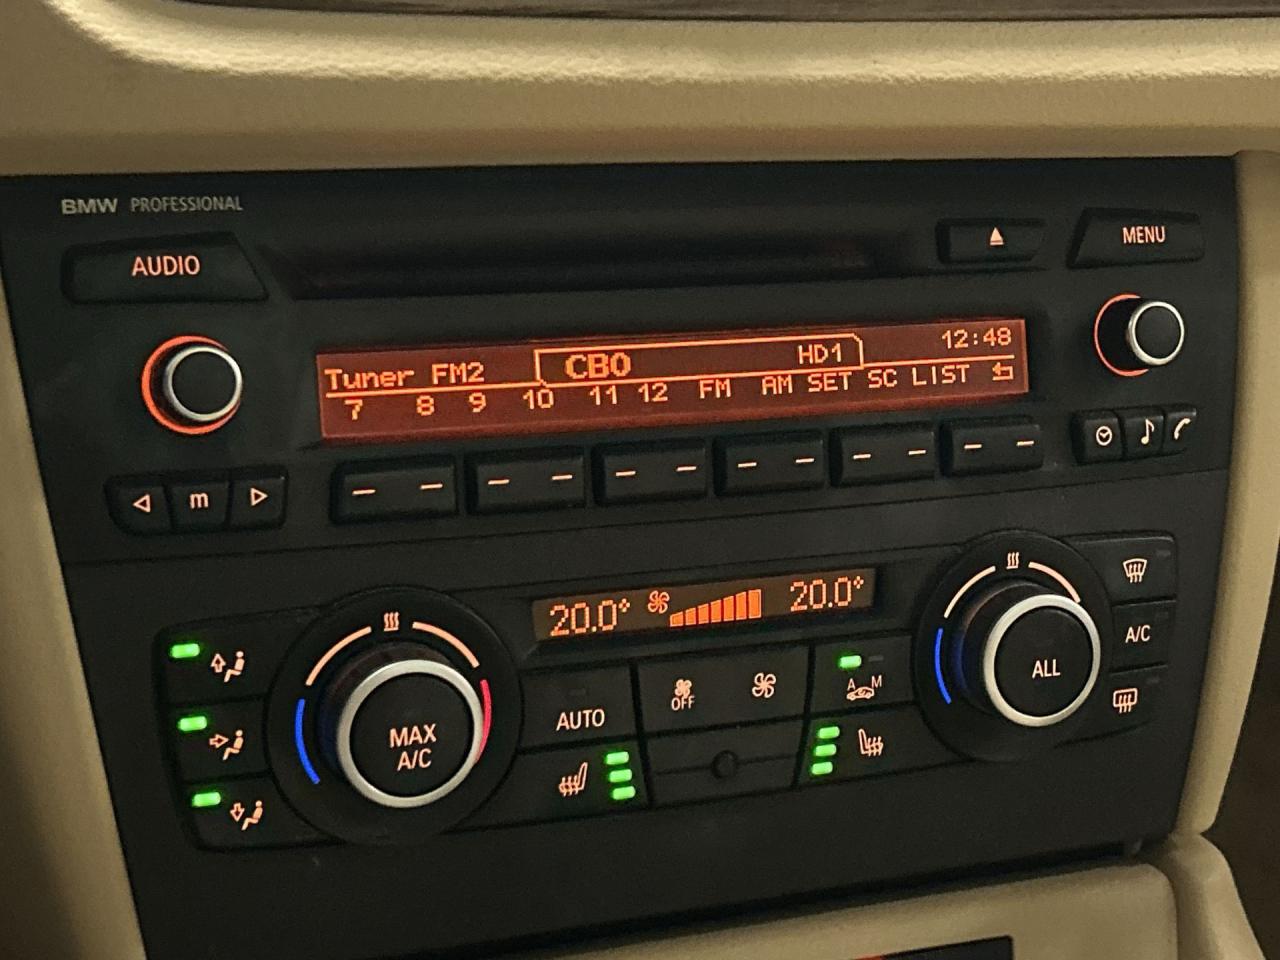 BMW PROFESSIONAL
AUDIO
MENU
Tuner FM2
CBO
HD1
12:48
7 8 9 10 11 12 FM AM SET SC LIST
m
20.0°
20.0°
AUTO
OFF
A M
A/C
MAX
A/C
ALL